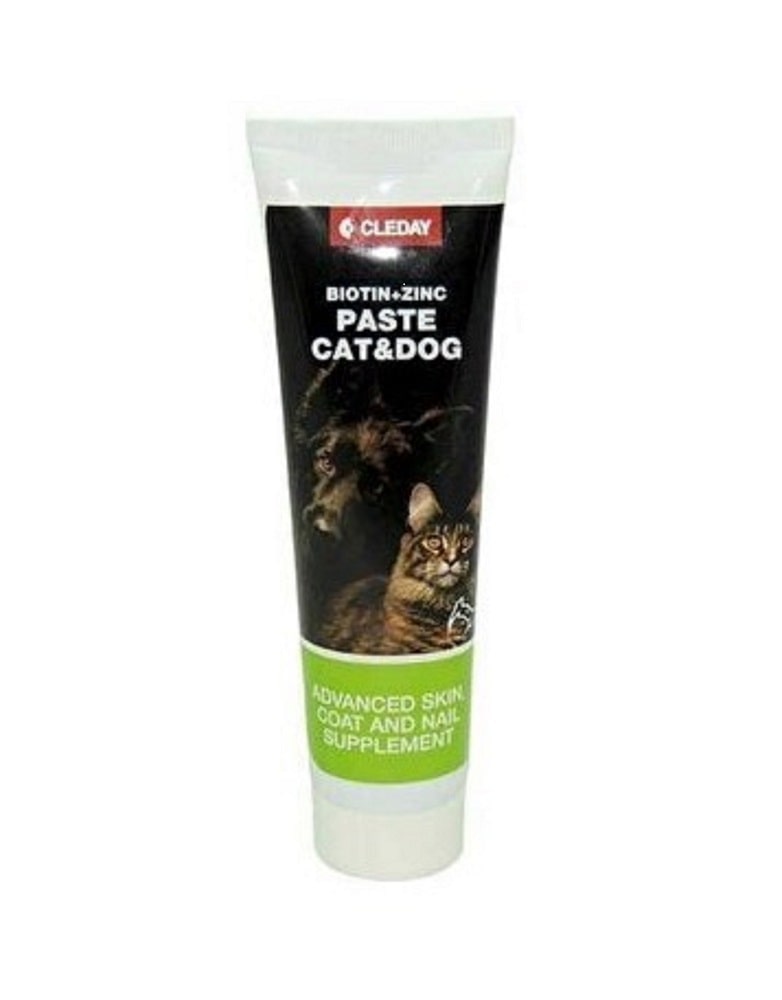 CLEDAY
BIOTIN+ZINC
PASTE
CAT&DOG
ADVANCED SKIN,
COAT AND NAIL
SUPPLEMENT